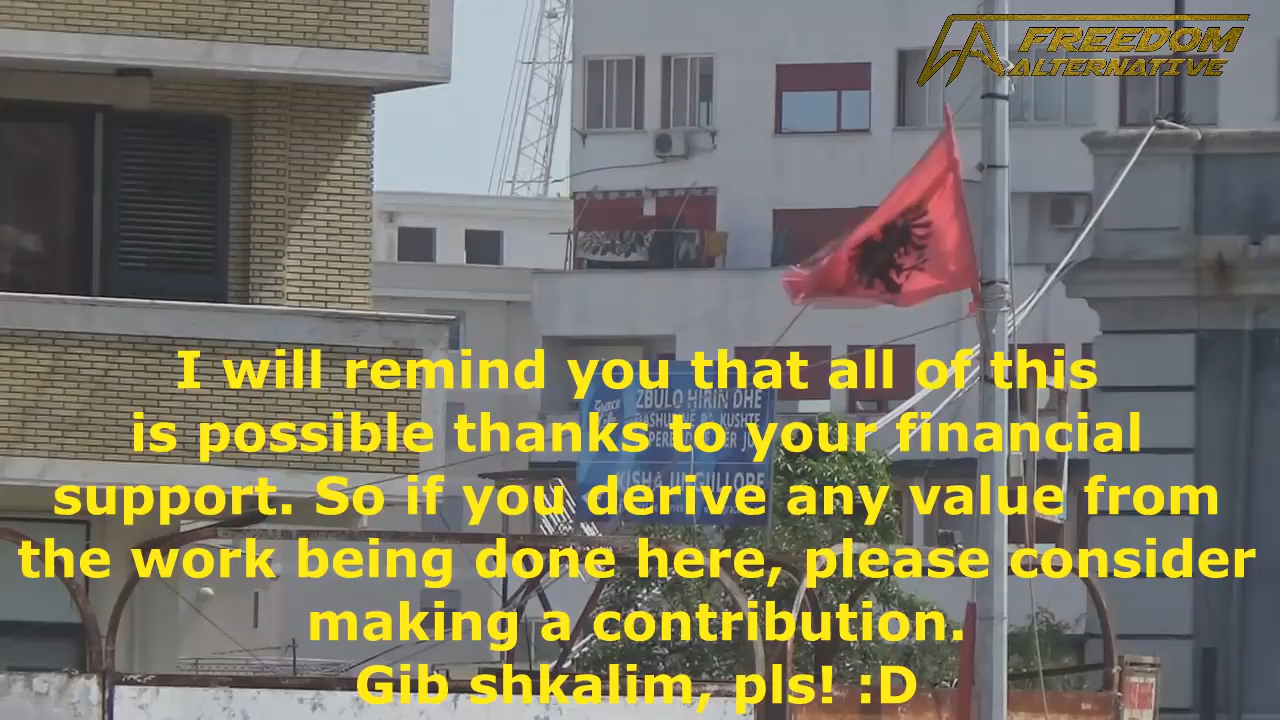 FREEDOM
ALTERNATIVE
I will remind you that all of this
is possible thanks to your financial
support. So if you derive any value from
the work being done here, please consider
making a contribution.
Gib shkalim, pls! :D
ZBULO HIRIN DHE
KUSHTE